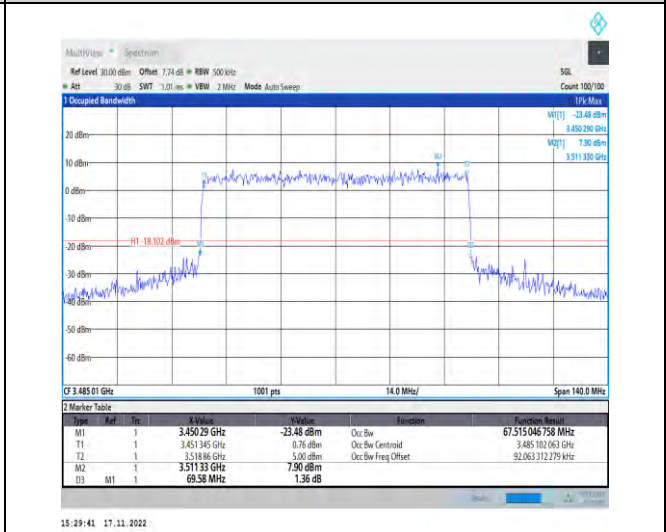 MultiView Spectrum
Ref Level 30.00 dBm Offset 7.74 dB RBW 500 kHz SGL
Att 30 dB SWT 1.01 ms VBW 2 MHz Mode Auto Sweep Count 100/100
1 Occupied Bandwidth 1Pk Max
M1[1] -23.48 dBm
3.450 290 GHz
M2[1] 7.90 dBm
3.511 330 GHz
20 dBm
10 dBm
0 dBm
-10 dBm
H1 -18.102 dBm
-20 dBm
-30 dBm
-50 dBm
-60 dBm
CF 3.485 01 GHz 1001 pts 14.0 MHz/ Span 140.0 MHz
2 Marker Table
Type Ref Trc X-Value Y-Value Function Function Result
M1 1 3.450 29 GHz -23.48 dBm Occ Bw 67.515 046 758 MHz
T1 1 3.451 345 GHz 0.76 dBm Occ Bw Centroid 3.485 102 063 GHz
T2 1 3.518 86 GHz 5.00 dBm Occ Bw Freq Offset 92.063 312 279 kHz
M2 1 3.511 33 GHz 7.90 dBm
D3 M1 1 69.58 MHz 1.36 dB
15:29:41 17.11.2022